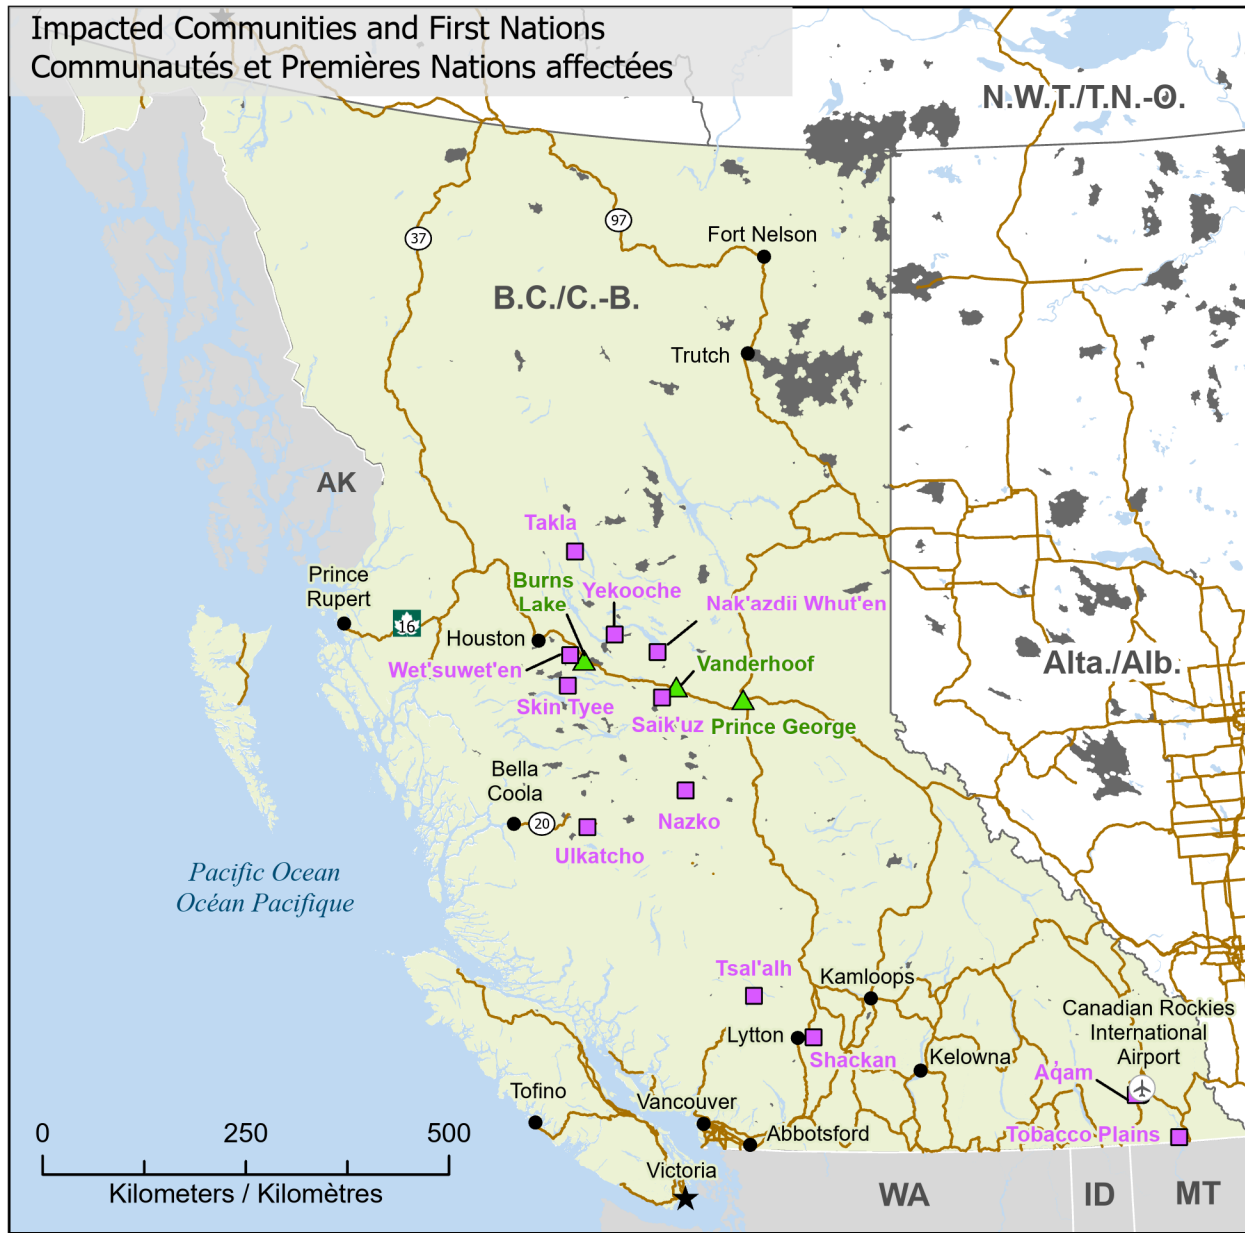 Impacted Communities and First Nations
Communautés et Premières Nations affectées
N.W.T./T.N.-O.
97
37
Fort Nelson
B.C./C.-B.
Trutch
AK
Takla
Prince
Rupert
16
Burns
Lake
Yekooche
Nak'azdii Whut'en
Houston
Wet'suwet'en
Vanderhoof
Alta./Alb.
Skin Tyee
Saik'uz
Prince George
Bella
Coola
20
Nazko
Ulkatcho
Pacific Ocean
Océan Pacifique
Tsal'alh
Kamloops
Canadian Rockies
International
Airport
Lytton
Shackan
Kelowna
Aq̓am
Tofino
Vancouver
Abbotsford
Tobacco Plains
0 250 500
Kilometers / Kilomètres
Victoria
WA
ID
MT